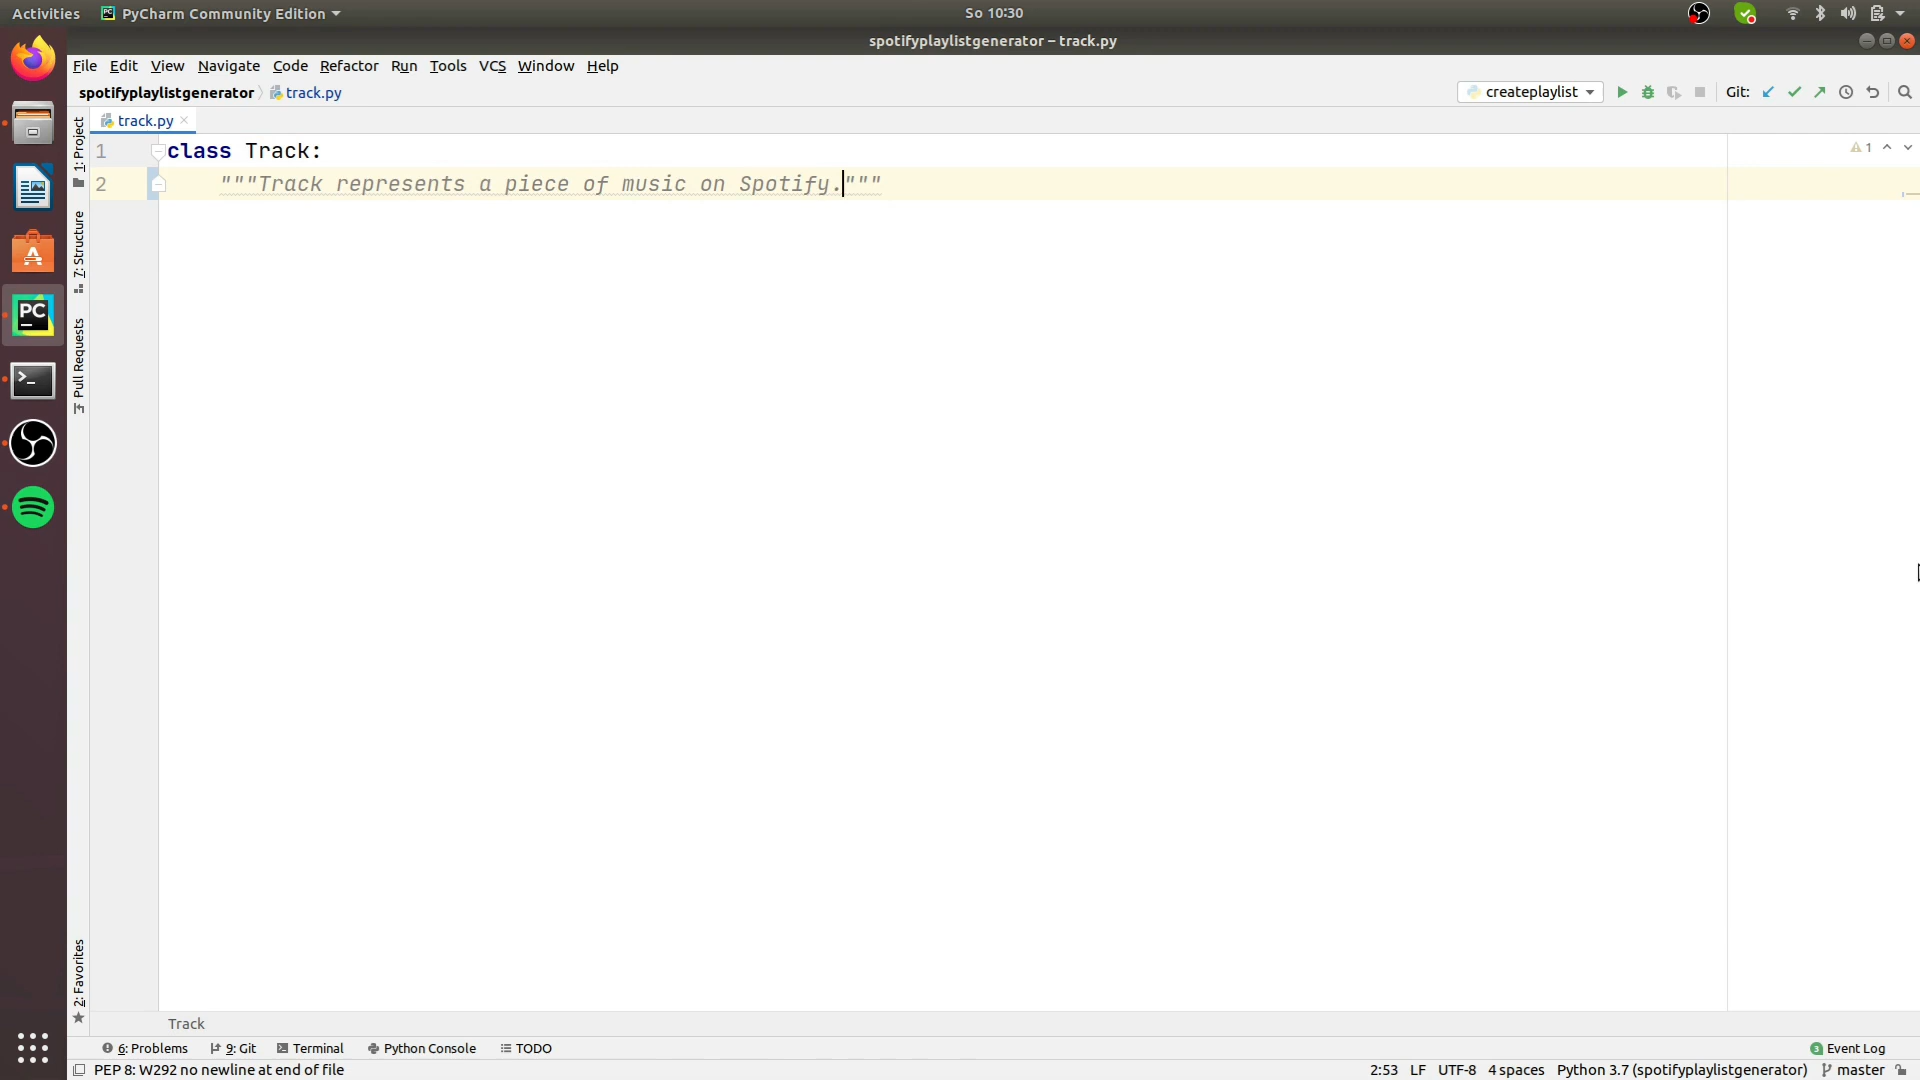 Activities PyCharm Community Edition So 10:30
spotifyplaylistgenerator – track.py
File Edit View Navigate Code Refactor Run Tools VCS Window Help
spotifyplaylistgenerator track.py createplaylist Git:
track.py
1 class Track: 1
2 """Track represents a piece of music on Spotify."""
1: Project
7: Structure
Pull Requests
2: Favorites
PC
Track
6: Problems 9: Git Terminal Python Console TODO 3 Event Log
PEP 8: W292 no newline at end of file 2:53 LF UTF-8 4 spaces Python 3.7 (spotifyplaylistgenerator) master